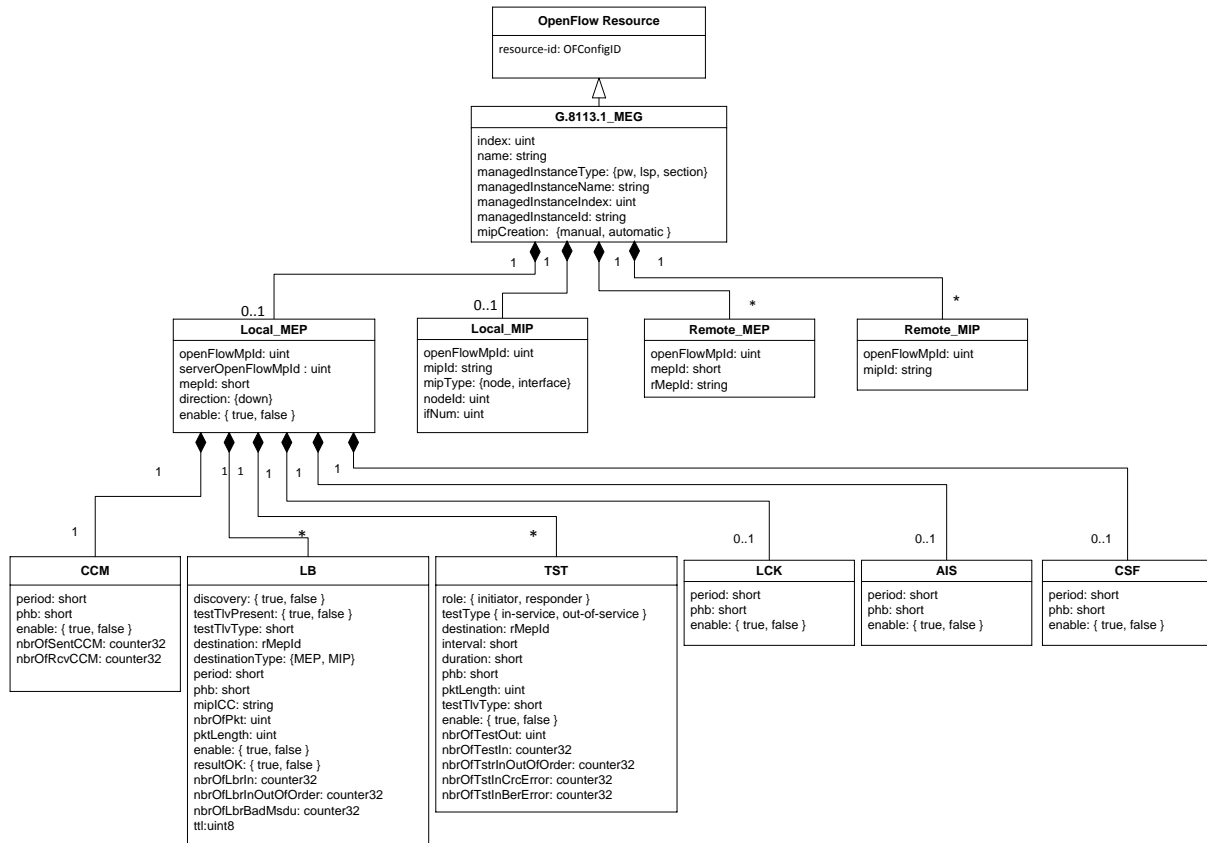 OpenFlow Resource
resource-id: OFConfigID
G.8113.1_MEG
index: uint
name: string
managedInstanceType: {pw, lsp, section}
managedInstanceName: string
managedInstanceIndex: uint
managedInstanceId: string
mipCreation:  {manual, automatic }
1
1
1
1
0..1
0..1
*
*
Local_MEP
openFlowMpId: uint
serverOpenFlowMpId : uint
mepId: short
direction: {down}
enable: { true, false }
Local_MIP
openFlowMpId: uint
mipId: string
mipType: {node, interface}
nodeId: uint
ifNum: uint
Remote_MEP
openFlowMpId: uint
mepId: short
rMepId: string
Remote_MIP
openFlowMpId: uint
mipId: string
1
1
1
1
1
1
1
*
*
0..1
0..1
0..1
CCM
period: short
phb: short
enable: { true, false }
nbrOfSentCCM: counter32
nbrOfRcvCCM: counter32
LB
discovery: { true, false }
testTlvPresent: { true, false }
testTlvType: short
destination: rMepId
destinationType: {MEP, MIP}
period: short
phb: short
mipICC: string
nbrOfPkt: uint
pktLength: uint
enable: { true, false }
resultOK: { true, false }
nbrOfLbrIn: counter32
nbrOfLbrInOutOfOrder: counter32
nbrOfLbrBadMsdu: counter32
ttl:uint8
TST
role: { initiator, responder }
testType { in-service, out-of-service }
destination: rMepId
interval: short
duration: short
phb: short
pktLength: uint
testTlvType: short
enable: { true, false }
nbrOfTestOut: uint
nbrOfTestIn: counter32
nbrOfTstrInOutOfOrder: counter32
nbrOfTstInCrcError: counter32
nbrOfTstInBerError: counter32
LCK
period: short
phb: short
enable: { true, false }
AIS
period: short
phb: short
enable: { true, false }
CSF
period: short
phb: short
enable: { true, false }